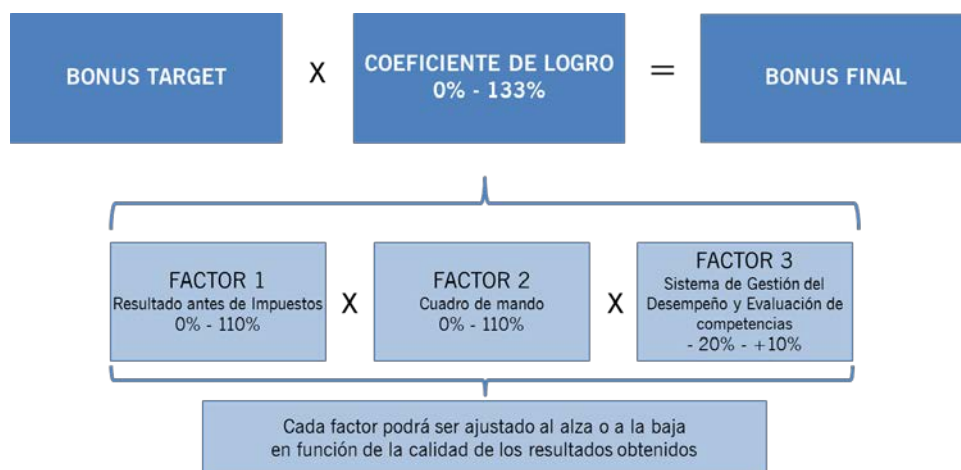 BONUS TARGET
X
COEFICIENTE DE LOGRO
0% - 133%
=
BONUS FINAL
FACTOR 1
Resultado antes de Impuestos
0% - 110%
X
FACTOR 2
Cuadro de mando
0% - 110%
X
FACTOR 3
Sistema de Gestión del
Desempeño y Evaluación de
competencias
- 20% - +10%
Cada factor podrá ser ajustado al alza o a la baja
en función de la calidad de los resultados obtenidos